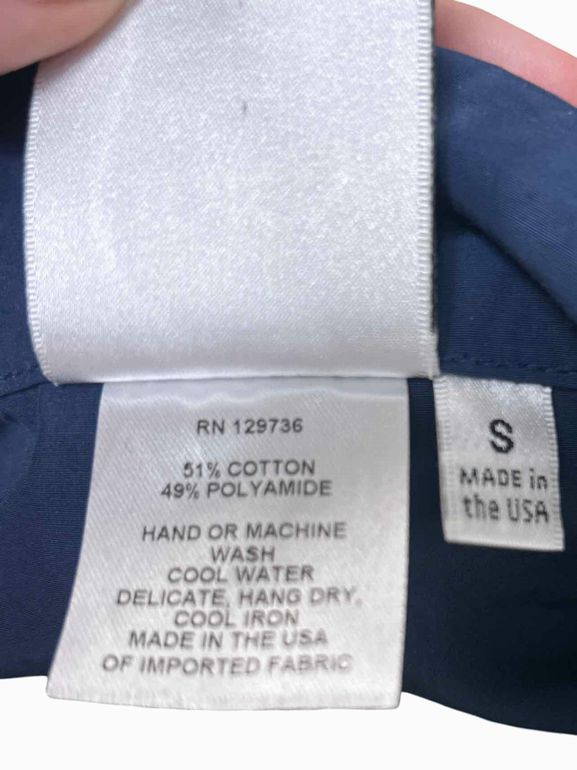 RN 129736
51% COTTON
49% POLYAMIDE
HAND OR MACHINE
WASH
COOL WATER
DELICATE, HANG DRY,
COOL IRON
MADE IN THE USA
OF IMPORTED FABRIC
S
MADE in
the USA